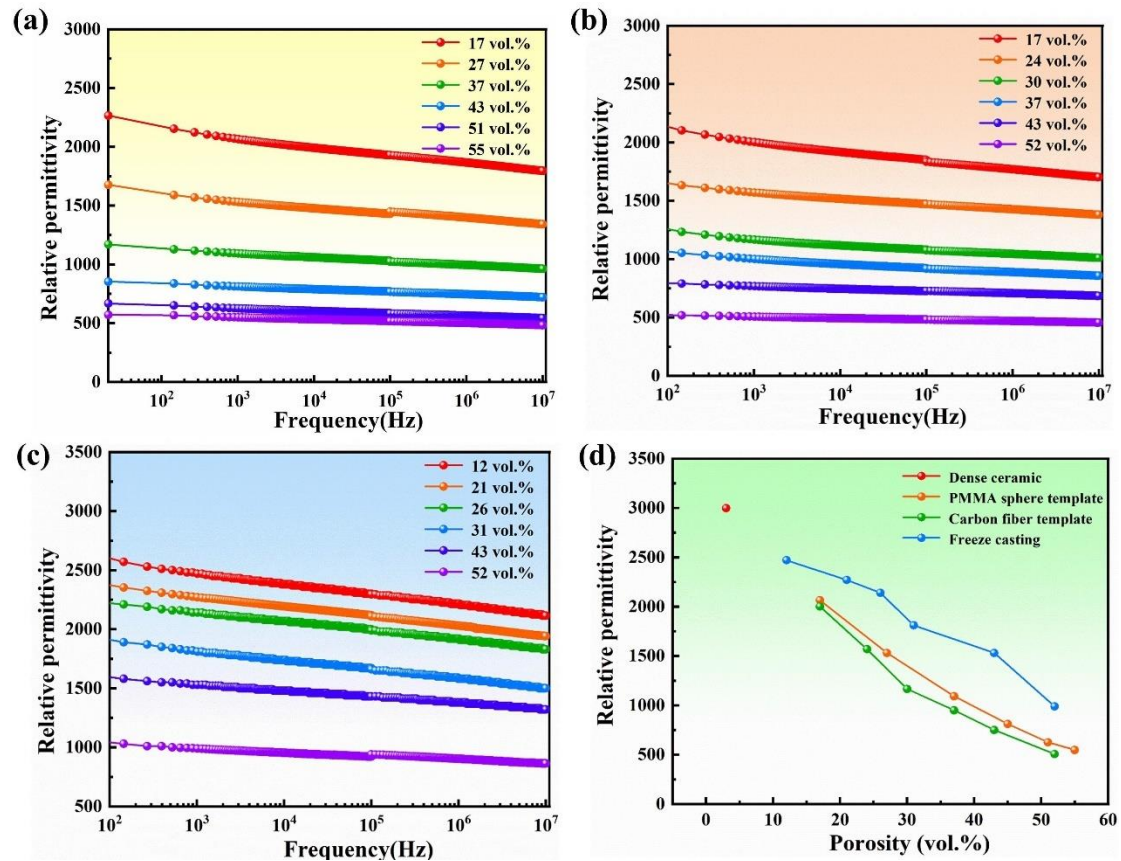 (a)
3000
2500
2000
1500
1000
500
0
Relative permittivity
17 vol.%
27 vol.%
37 vol.%
43 vol.%
51 vol.%
55 vol.%
10² 10³ 10⁴ 10⁵ 10⁶ 10⁷
Frequency(Hz)
(b)
3000
2500
2000
1500
1000
500
0
Relative permittivity
17 vol.%
24 vol.%
30 vol.%
37 vol.%
43 vol.%
52 vol.%
10² 10³ 10⁴ 10⁵ 10⁶ 10⁷
Frequency(Hz)
(c)
3500
3000
2500
2000
1500
1000
500
Relative permittivity
12 vol.%
21 vol.%
26 vol.%
31 vol.%
43 vol.%
52 vol.%
10² 10³ 10⁴ 10⁵ 10⁶ 10⁷
Frequency(Hz)
(d)
3500
3000
2500
2000
1500
1000
500
0
Relative permittivity
Dense ceramic
PMMA sphere template
Carbon fiber template
Freeze casting
0 10 20 30 40 50 60
Porosity (vol.%)